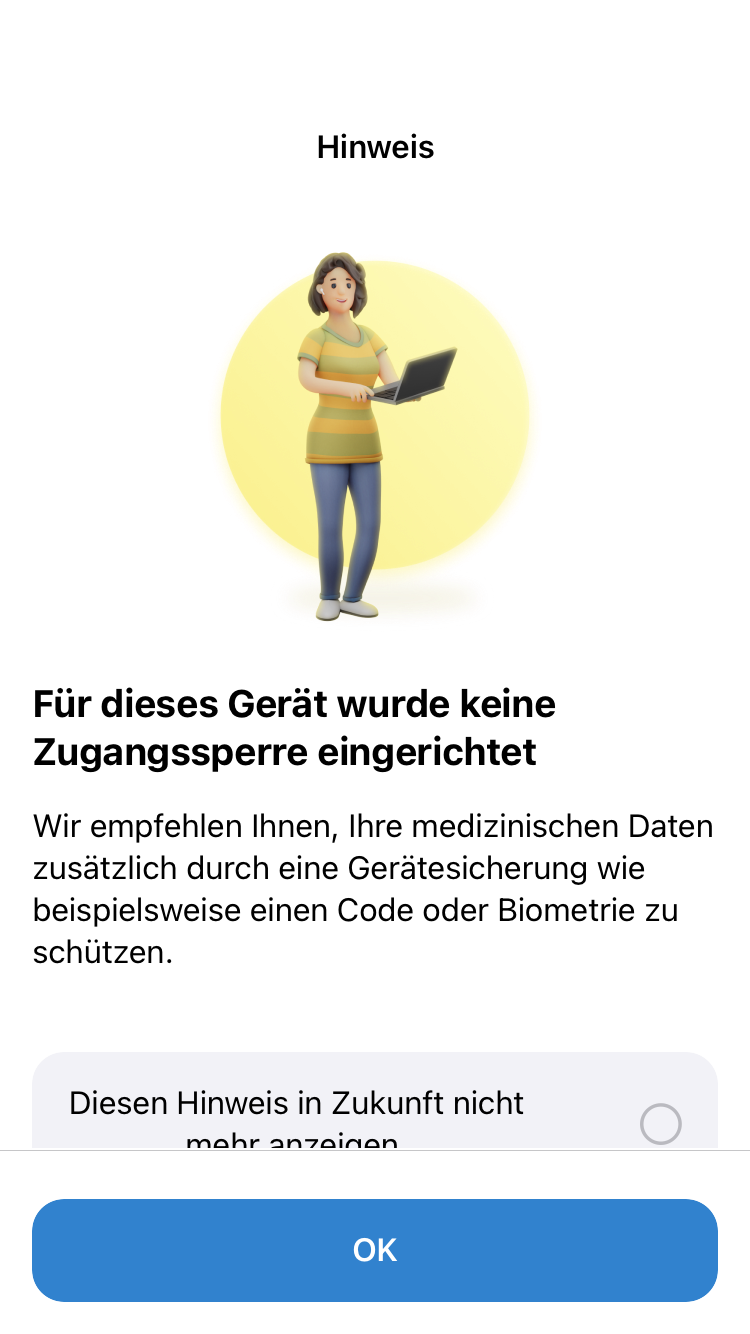 Hinweis
Für dieses Gerät wurde keine
Zugangssperre eingerichtet
Wir empfehlen Ihnen, Ihre medizinischen Daten
zusätzlich durch eine Gerätesicherung wie
beispielsweise einen Code oder Biometrie zu
schützen.
Diesen Hinweis in Zukunft nicht
mehr anzeigen
OK